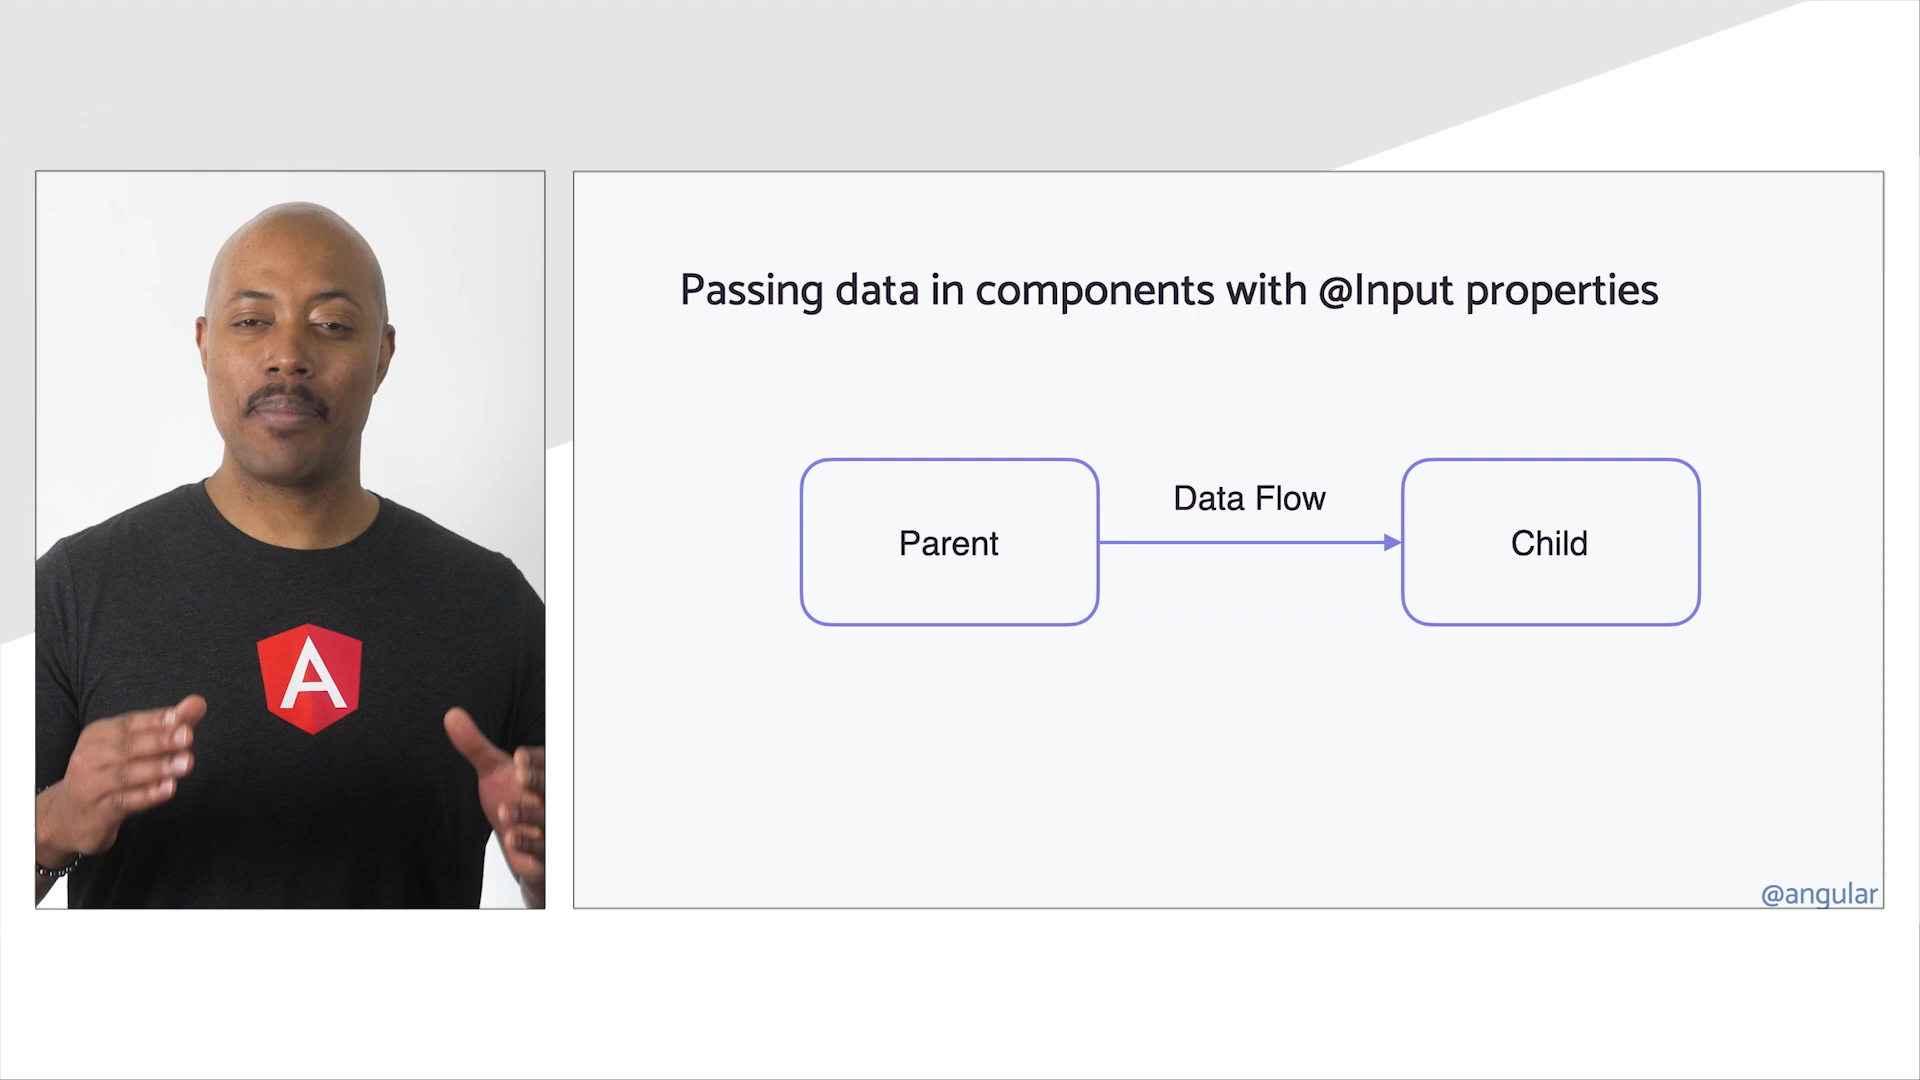 Passing data in components with @Input properties
Data Flow
Parent
Child
A
@angular